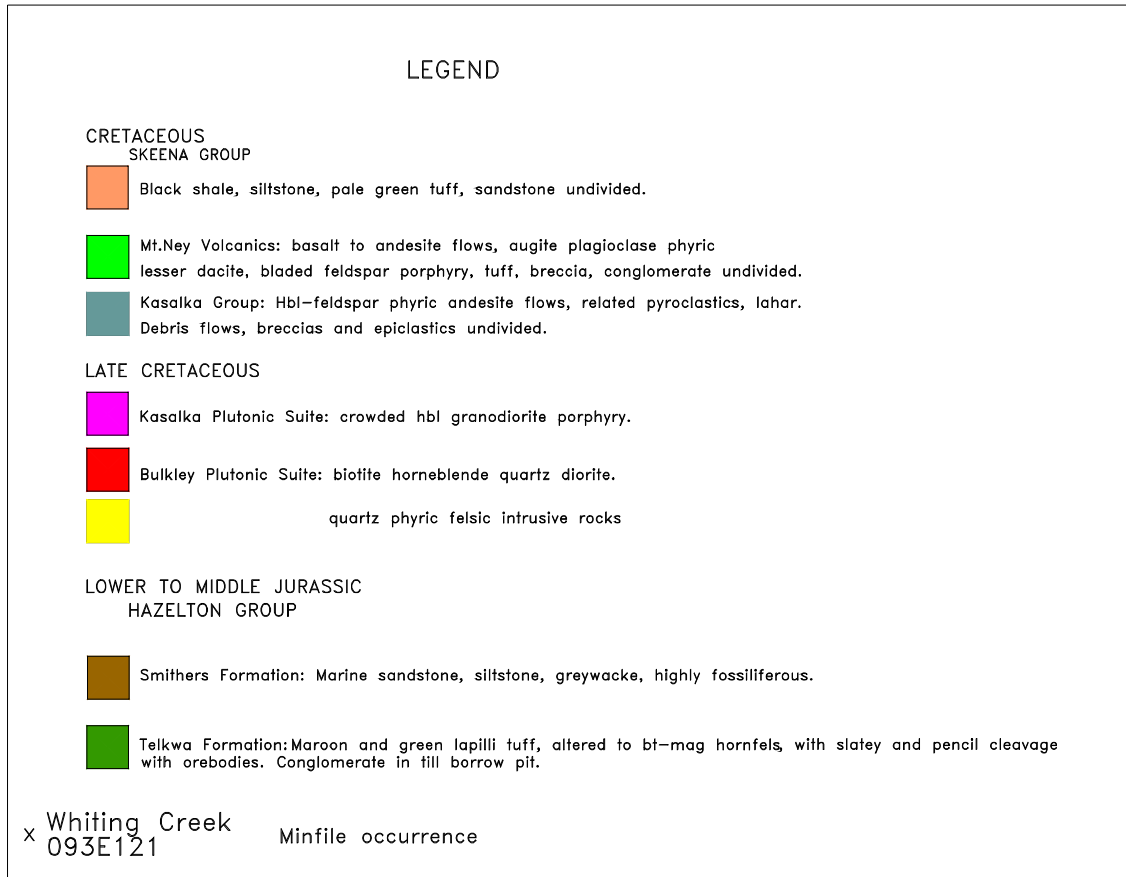 LEGEND
CRETACEOUS
SKEENA GROUP
Black shale, siltstone, pale green tuff, sandstone undivided.
Mt.Ney Volcanics: basalt to andesite flows, augite plagioclase phyric
lesser dacite, bladed feldspar porphyry, tuff, breccia, conglomerate undivided.
Kasalka Group: Hbl-feldspar phyric andesite flows, related pyroclastics, lahar.
Debris flows, breccias and epiclastics undivided.
LATE CRETACEOUS
Kasalka Plutonic Suite: crowded hbl granodiorite porphyry.
Bulkley Plutonic Suite: biotite horneblende quartz diorite.
quartz phyric felsic intrusive rocks
LOWER TO MIDDLE JURASSIC
HAZELTON GROUP
Smithers Formation: Marine sandstone, siltstone, greywacke, highly fossiliferous.
Telkwa Formation: Maroon and green lapilli tuff, altered to bt-mag hornfels, with slatey and pencil cleavage
with orebodies. Conglomerate in till borrow pit.
x Whiting Creek
093E121
Minfile occurrence